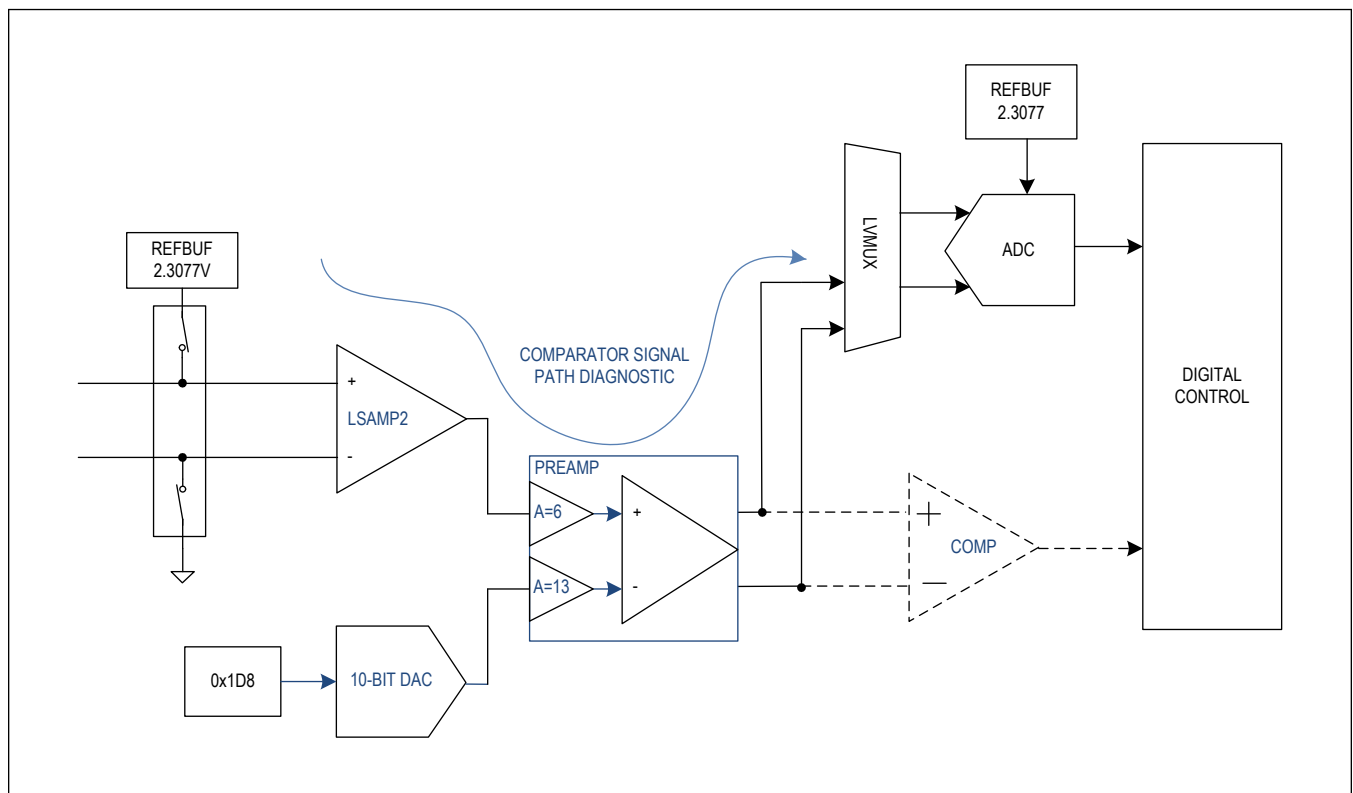 REFBUF
2.3077
REFBUF
2.3077V
LVMUX
ADC
DIGITAL
CONTROL
COMPARATOR SIGNAL
PATH DIAGNOSTIC
+
LSAMP2
-
PREAMP
A=6
+
A=13
-
+
COMP
—
0x1D8
10-BIT DAC